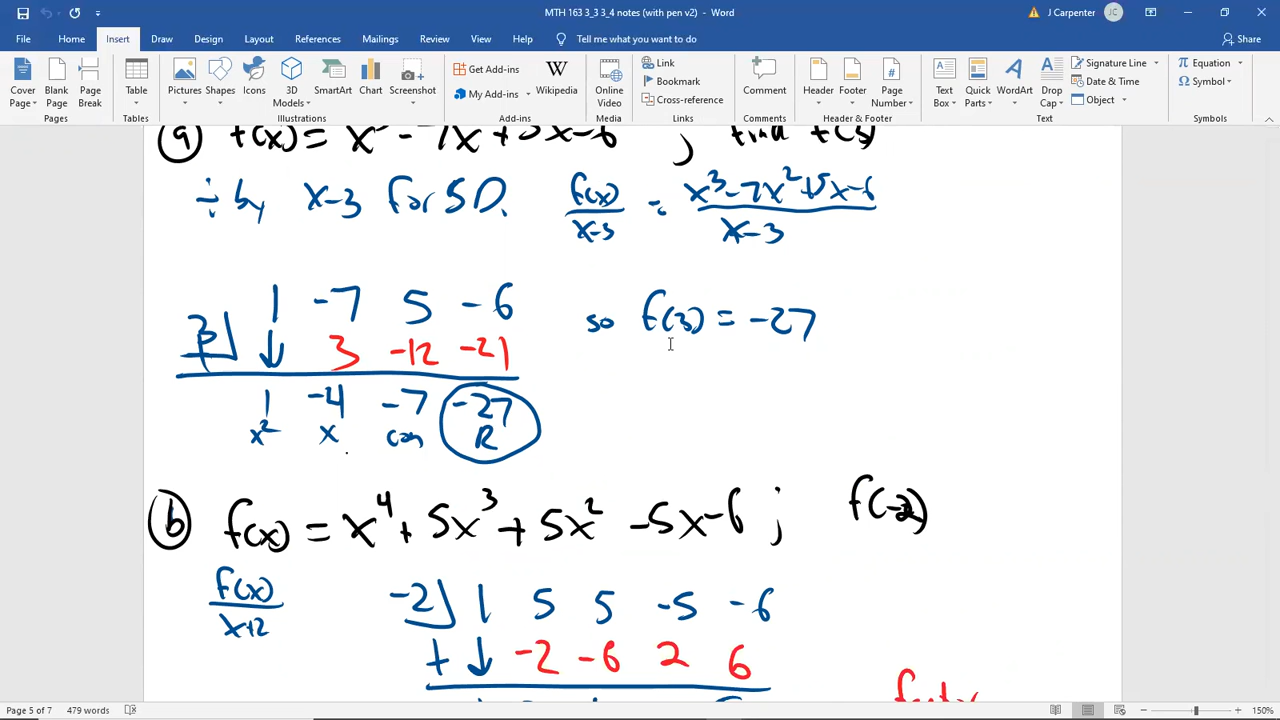 MTH 163 3_3 3_4 notes (with pen v2)
J Carpenter JC
File Home Insert Draw Design Layout References Mailings Review View Help Tell me what you want to do Share
Cover Page Blank Page Page Break Table Pictures Shapes Icons 3D Models SmartArt Chart Screenshot Get Add-ins My Add-ins Wikipedia Online Video Link Bookmark Cross-reference Comment Header Footer Page Number Text Box Quick Parts WordArt Drop Cap Signature Line Date & Time Object Equation Symbol
Pages Tables Illustrations Add-ins Media Links Comments Header & Footer Text Symbols
a f(x) = x - 7x + 5x - 6 ; find f(3)
÷ by x-3 for SD. f(x)/x-3 = x³-7x²+5x-6/x-3
3 1 -7 5 -6 so f(3) = -27
↓ 3 -12 -21
1 -4 -7 -27
x² x con R
b f(x) = x⁴ + 5x³ + 5x² - 5x - 6 ; f(-2)
f(x)/x+2 -2 1 5 5 -5 -6
+ ↓ -2 -6 2 6
Page 5 of 7 479 words 150%